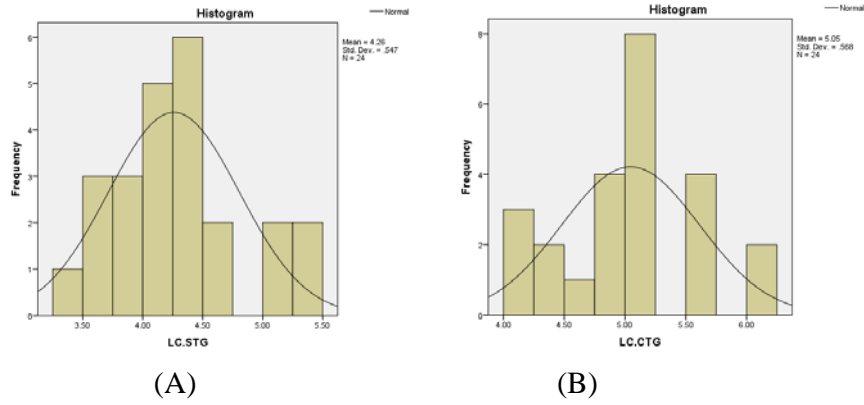 Histogram
Normal
Mean = 4.26
Std. Dev. = .547
N = 24
Frequency
6
5
4
3
2
1
0
3.50 4.00 4.50 5.00 5.50
LC.STG
(A)
Histogram
Normal
Mean = 5.05
Std. Dev. = .568
N = 24
Frequency
8
6
4
2
0
4.00 4.50 5.00 5.50 6.00
LC.CTG
(B)